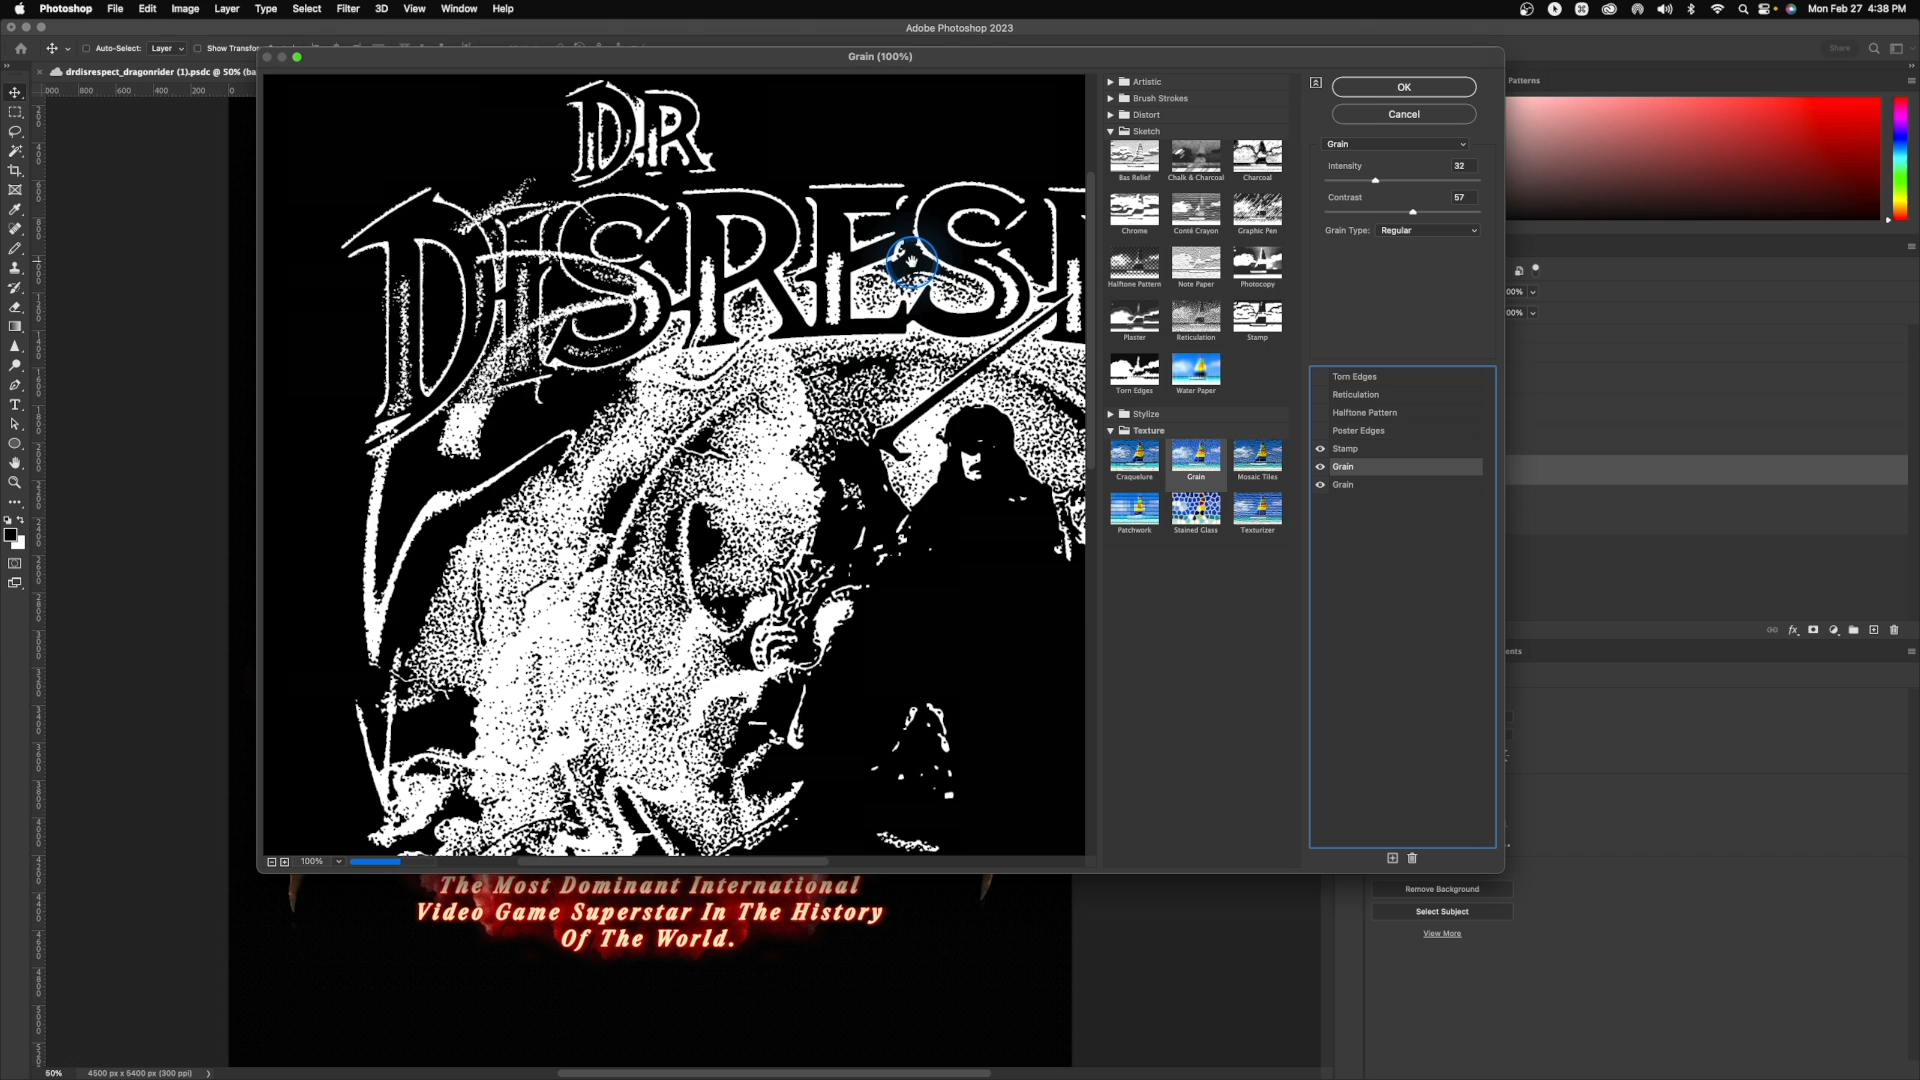 Photoshop File Edit Image Layer Type Select Filter 3D View Window Help
Mon Feb 27 4:38 PM
Adobe Photoshop 2023
Auto-Select: Layer
Show Transfo
Share
drdisrespect_dragonrider (1).psdc @ 50% (ba
Grain (100%)
Patterns
DR
DISRESP
Artistic
Brush Strokes
Distort
Sketch
Bas Relief Chalk & Charcoal Charcoal
Chrome Conté Crayon Graphic Pen
Halftone Pattern Note Paper Photocopy
Plaster Reticulation Stamp
Torn Edges Water Paper
Stylize
Texture
Craquelure Grain Mosaic Tiles
Patchwork Stained Glass Texturizer
OK
Cancel
Grain
Intensity 32
Contrast 57
Grain Type: Regular
Torn Edges
Reticulation
Halftone Pattern
Poster Edges
Stamp
Grain
Grain
100%
The Most Dominant International
Video Game Superstar In The History
Of The World.
Remove Background
Select Subject
View More
50% 4500 px x 5400 px (300 ppi)